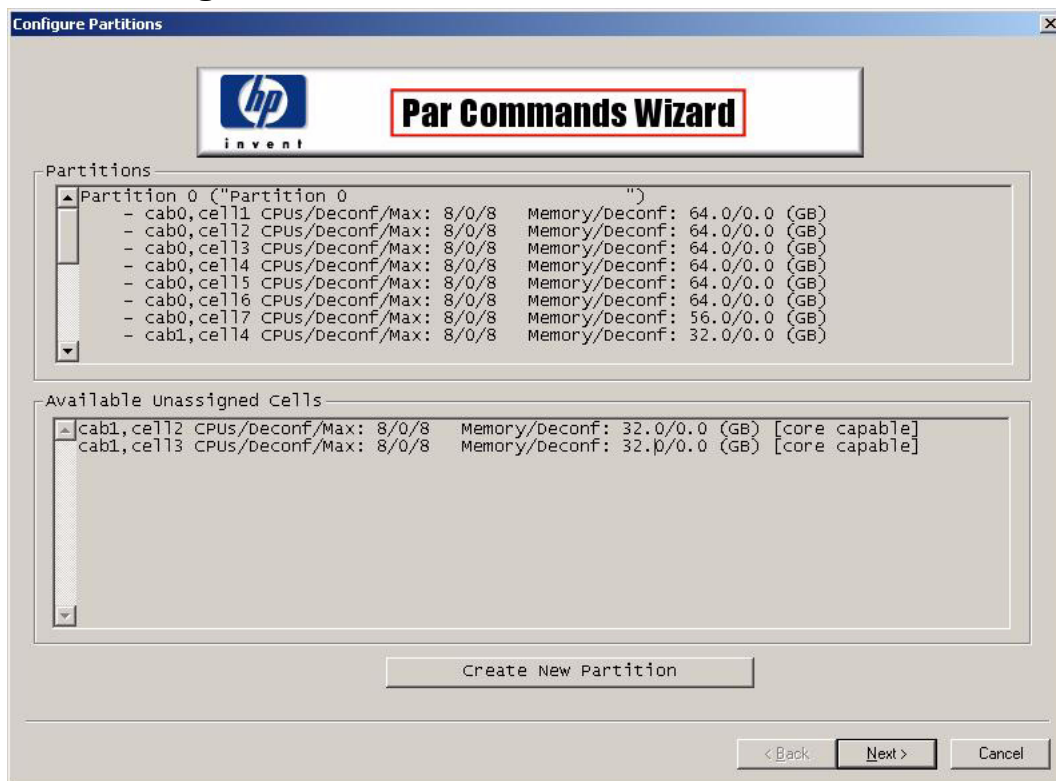 Configure Partitions
hp
invent
Par Commands Wizard
Partitions
Partition 0 ("Partition 0                    ")
- cab0,cell1 CPUs/Deconf/Max: 8/0/8   Memory/Deconf: 64.0/0.0 (GB)
- cab0,cell2 CPUs/Deconf/Max: 8/0/8   Memory/Deconf: 64.0/0.0 (GB)
- cab0,cell3 CPUs/Deconf/Max: 8/0/8   Memory/Deconf: 64.0/0.0 (GB)
- cab0,cell4 CPUs/Deconf/Max: 8/0/8   Memory/Deconf: 64.0/0.0 (GB)
- cab0,cell5 CPUs/Deconf/Max: 8/0/8   Memory/Deconf: 64.0/0.0 (GB)
- cab0,cell6 CPUs/Deconf/Max: 8/0/8   Memory/Deconf: 64.0/0.0 (GB)
- cab0,cell7 CPUs/Deconf/Max: 8/0/8   Memory/Deconf: 56.0/0.0 (GB)
- cab1,cell4 CPUs/Deconf/Max: 8/0/8   Memory/Deconf: 32.0/0.0 (GB)
Available Unassigned Cells
cab1,cell2 CPUs/Deconf/Max: 8/0/8   Memory/Deconf: 32.0/0.0 (GB) [core capable]
cab1,cell3 CPUs/Deconf/Max: 8/0/8   Memory/Deconf: 32.0/0.0 (GB) [core capable]
Create New Partition
< Back
Next >
Cancel